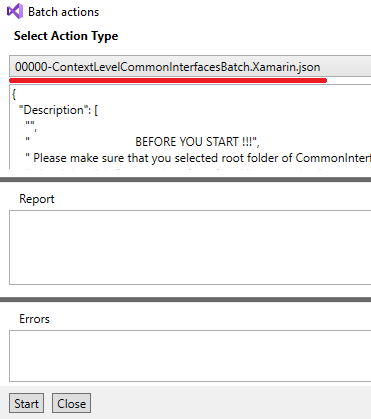 Batch actions
Select Action Type
00000-ContextLevelCommonInterfacesBatch.Xamarin.json
{
"Description": [
"",
" BEFORE YOU START !!!",
" Please make sure that you selected root folder of CommonInterf
Report
Errors
Start Close